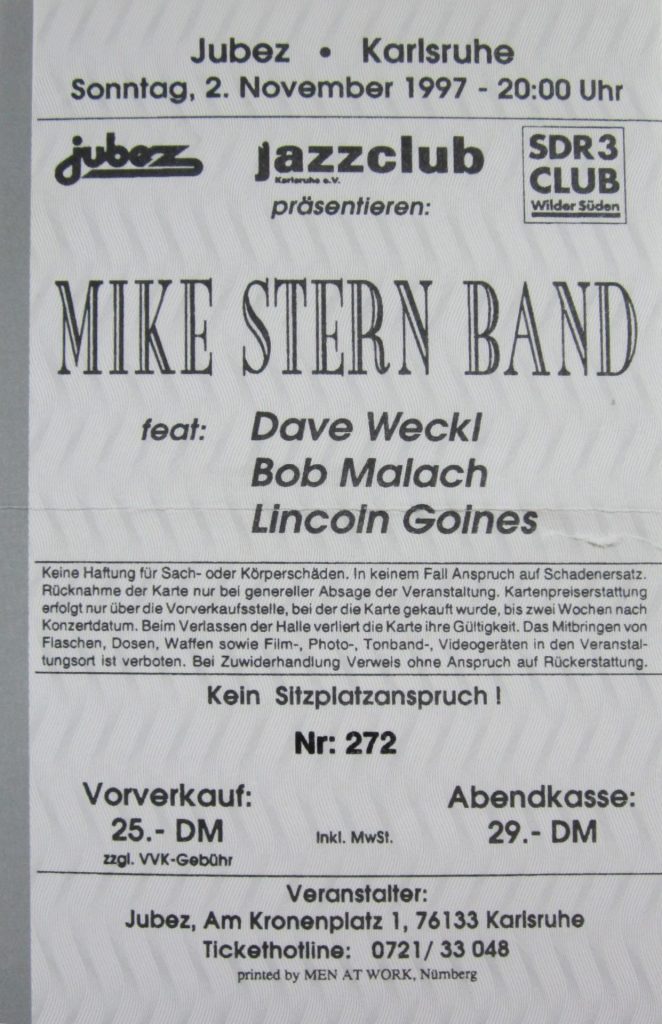 Jubez • Karlsruhe
Sonntag, 2. November 1997 - 20:00 Uhr
jubez
jazzclub
Karlsruhe e.V.
SDR3
CLUB
Wilder Süden
präsentieren:
MIKE STERN BAND
feat: Dave Weckl
Bob Malach
Lincoln Goines
Keine Haftung für Sach- oder Körperschäden. In keinem Fall Anspruch auf Schadenersatz.
Rücknahme der Karte nur bei genereller Absage der Veranstaltung. Kartenpreiserstattung
erfolgt nur über die Vorverkaufsstelle, bei der die Karte gekauft wurde, bis zwei Wochen nach
Konzertdatum. Beim Verlassen der Halle verliert die Karte ihre Gültigkeit. Das Mitbringen von
Flaschen, Dosen, Waffen sowie Film-, Photo-, Tonband-, Videogeräten in den Veranstal-
tungsort ist verboten. Bei Zuwiderhandlung Verweis ohne Anspruch auf Rückerstattung.
Kein Sitzplatzanspruch !
Nr: 272
Vorverkauf: Abendkasse:
25.- DM Inkl. MwSt. 29.- DM
zzgl. VVK-Gebühr
Veranstalter:
Jubez, Am Kronenplatz 1, 76133 Karlsruhe
Tickethotline: 0721/ 33 048
printed by MEN AT WORK, Nürnberg